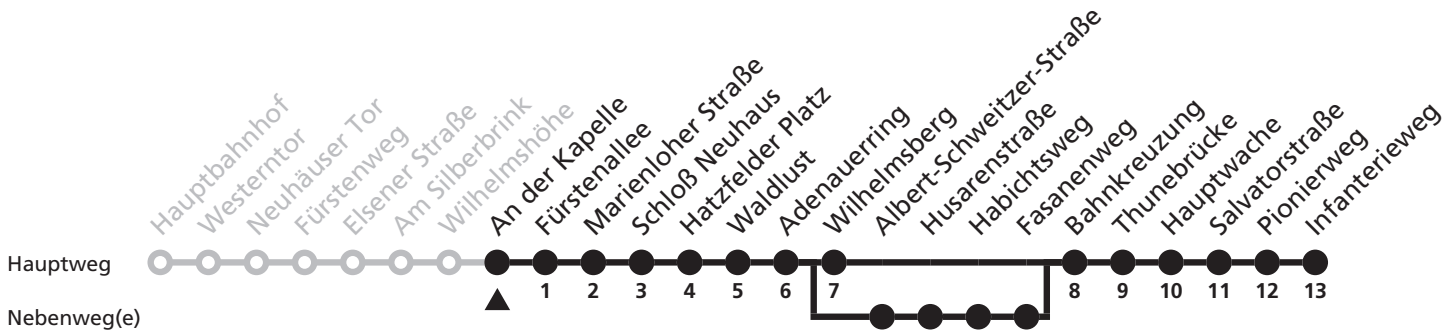 Hauptbahnhof
Westerntor
Neuhäuser Tor
Fürstenweg
Elsener Straße
Am Silberbrink
Wilhelmshöhe
An der Kapelle
Fürstenallee
Marienloher Straße
Schloß Neuhaus
Hatzfelder Platz
Waldlust
Adenauerring
Wilhelmsberg
Albert-Schweitzer-Straße
Husarenstraße
Habichtsweg
Fasanenweg
Bahnkreuzung
Thunebrücke
Hauptwache
Salvatorstraße
Pionierweg
Infanterieweg
Hauptweg
1 2 3 4 5 6 7 8 9 10 11 12 13
Nebenweg(e)